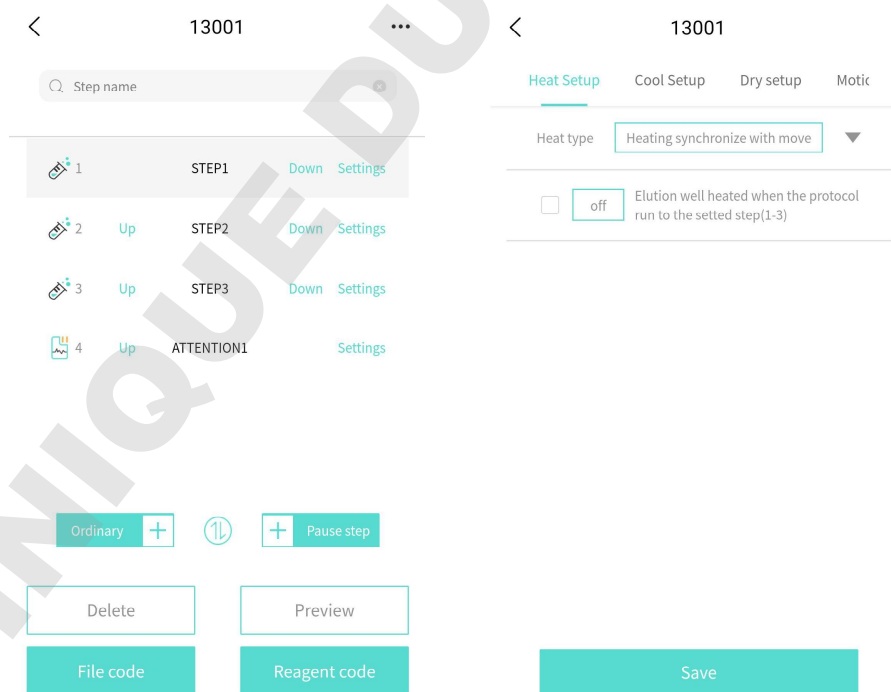 13001
Step name
1 STEP1 Down Settings
2 Up STEP2 Down Settings
3 Up STEP3 Down Settings
4 Up ATTENTION1 Settings
Ordinary + + Pause step
Delete Preview
File code Reagent code
13001
Heat Setup Cool Setup Dry setup Motic
Heat type Heating synchronize with move
off Elution well heated when the protocol
run to the setted step(1-3)
Save
NIQUE DU